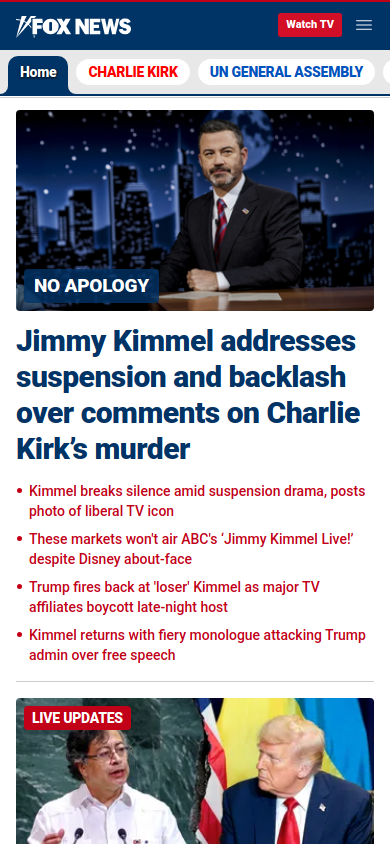 FOX NEWS
Watch TV
Home
CHARLIE KIRK
UN GENERAL ASSEMBLY
NO APOLOGY
Jimmy Kimmel addresses
suspension and backlash
over comments on Charlie
Kirk’s murder
• Kimmel breaks silence amid suspension drama, posts
photo of liberal TV icon
• These markets won't air ABC's ‘Jimmy Kimmel Live!’
despite Disney about-face
• Trump fires back at 'loser' Kimmel as major TV
affiliates boycott late-night host
• Kimmel returns with fiery monologue attacking Trump
admin over free speech
LIVE UPDATES